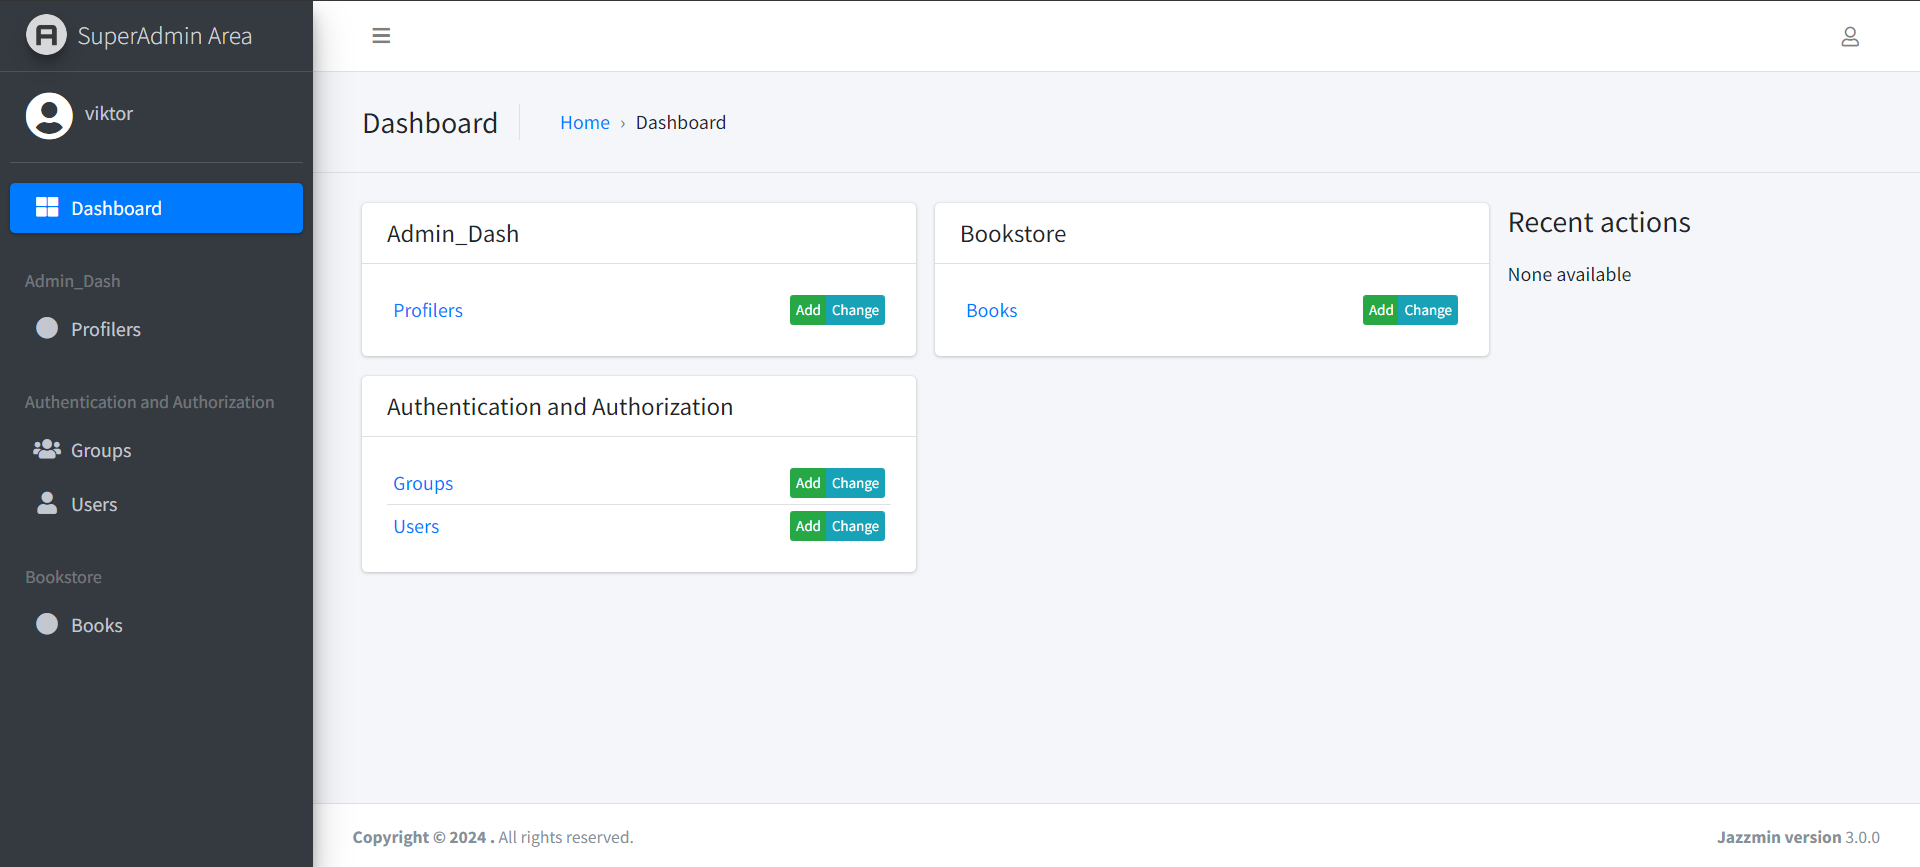 SuperAdmin Area
viktor
Dashboard
Admin_Dash
Profilers
Authentication and Authorization
Groups
Users
Bookstore
Books
Dashboard
Home › Dashboard
Admin_Dash
Profilers Add Change
Bookstore
Books Add Change
Authentication and Authorization
Groups Add Change
Users Add Change
Recent actions
None available
Copyright © 2024 . All rights reserved.
Jazzmin version 3.0.0